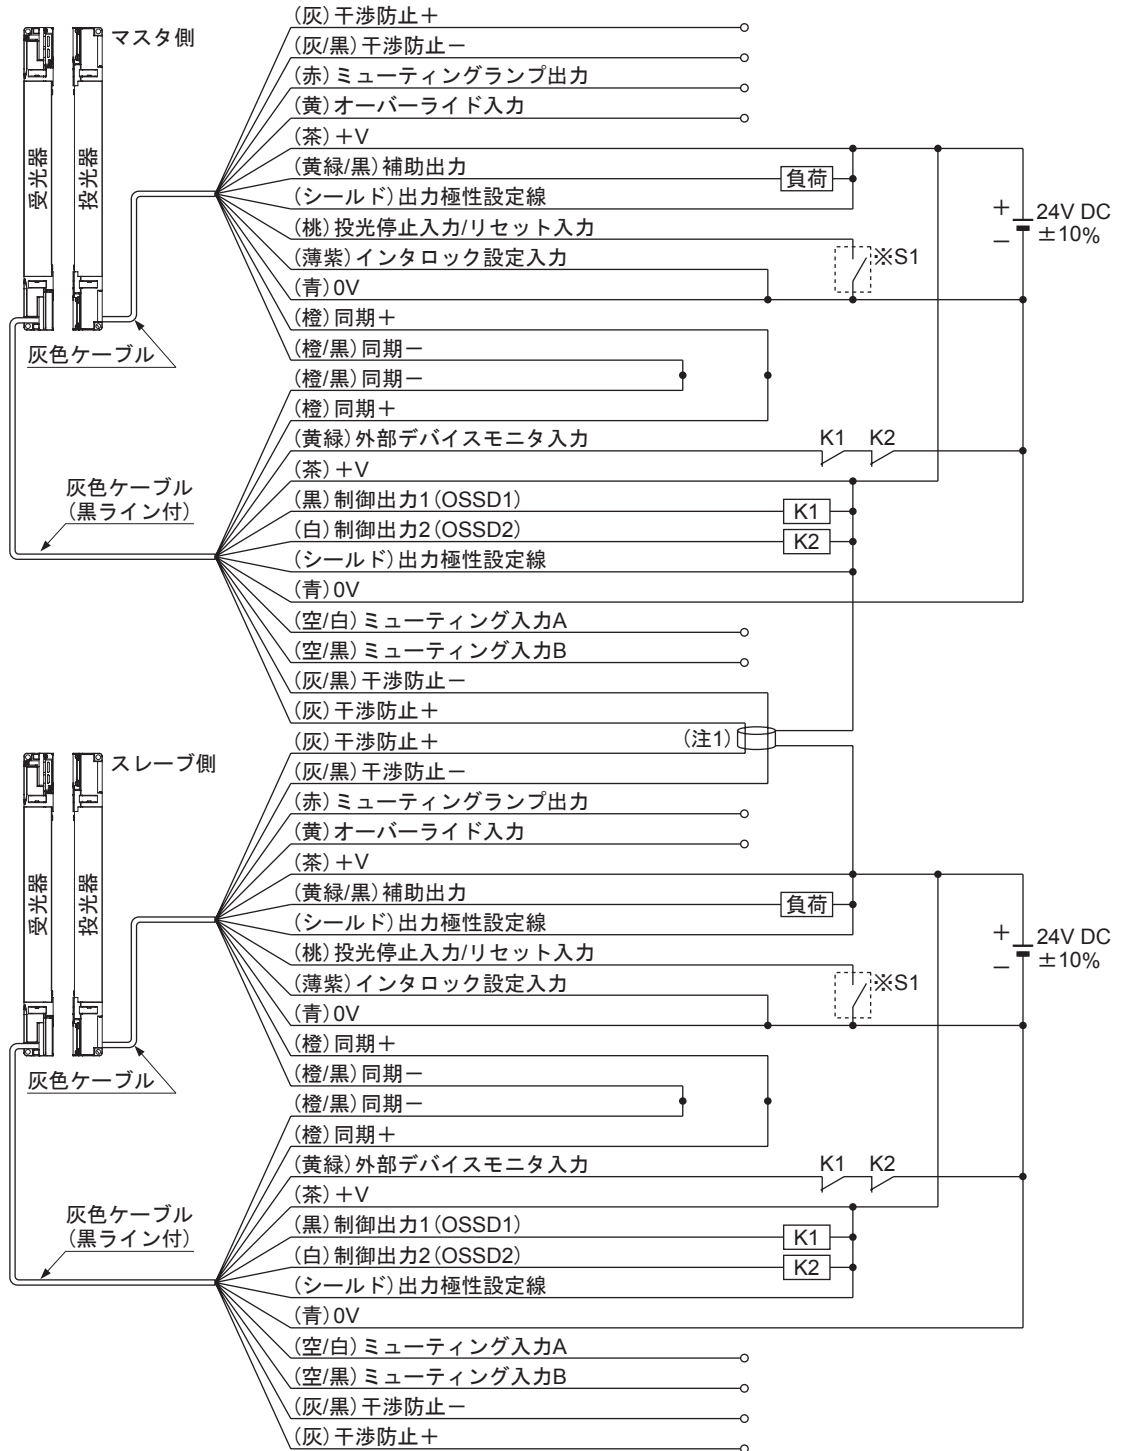 マスタ側
受光器
投光器
灰色ケーブル
(灰)干渉防止＋
(灰/黒)干渉防止－
(赤)ミューティングランプ出力
(黄)オーバーライド入力
(茶)＋V
(黄緑/黒)補助出力
負荷
(シールド)出力極性設定線
(桃)投光停止入力/リセット入力
※S1
(薄紫)インタロック設定入力
(青)0V
＋
－
24V DC
±10%
(橙)同期＋
(橙/黒)同期－
(橙/黒)同期－
(橙)同期＋
(黄緑)外部デバイスモニタ入力
K1 K2
(茶)＋V
灰色ケーブル
(黒ライン付)
(黒)制御出力1(OSSD1)
K1
(白)制御出力2(OSSD2)
K2
(シールド)出力極性設定線
(青)0V
(空/白)ミューティング入力A
(空/黒)ミューティング入力B
(灰/黒)干渉防止－
(灰)干渉防止＋
(注1)
スレーブ側
受光器
投光器
灰色ケーブル
(灰)干渉防止＋
(灰/黒)干渉防止－
(赤)ミューティングランプ出力
(黄)オーバーライド入力
(茶)＋V
(黄緑/黒)補助出力
負荷
(シールド)出力極性設定線
(桃)投光停止入力/リセット入力
※S1
(薄紫)インタロック設定入力
(青)0V
＋
－
24V DC
±10%
(橙)同期＋
(橙/黒)同期－
(橙/黒)同期－
(橙)同期＋
(黄緑)外部デバイスモニタ入力
K1 K2
(茶)＋V
灰色ケーブル
(黒ライン付)
(黒)制御出力1(OSSD1)
K1
(白)制御出力2(OSSD2)
K2
(シールド)出力極性設定線
(青)0V
(空/白)ミューティング入力A
(空/黒)ミューティング入力B
(灰/黒)干渉防止－
(灰)干渉防止＋